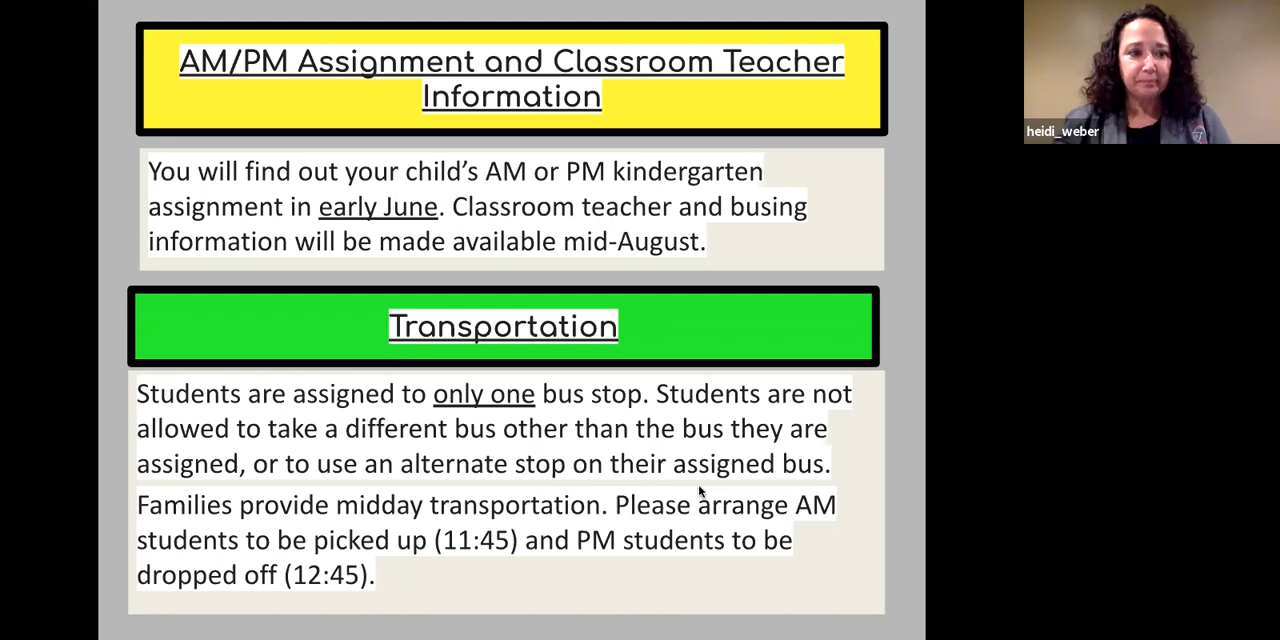 AM/PM Assignment and Classroom Teacher
Information
You will find out your child’s AM or PM kindergarten
assignment in early June. Classroom teacher and busing
information will be made available mid-August.
Transportation
Students are assigned to only one bus stop. Students are not
allowed to take a different bus other than the bus they are
assigned, or to use an alternate stop on their assigned bus.
Families provide midday transportation. Please arrange AM
students to be picked up (11:45) and PM students to be
dropped off (12:45).
heidi_weber